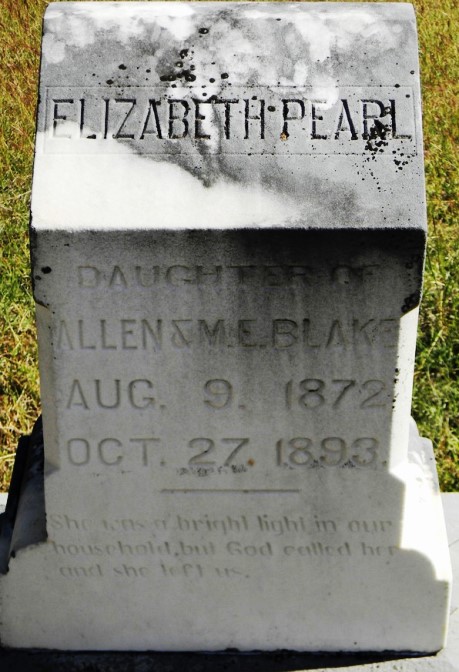 ELIZABETH PEARL
DAUGHTER OF
ALLEN & M.E. BLAKE
AUG. 9. 1872
OCT. 27. 1893.
She was a bright light in our
household, but God called her
and she left us.